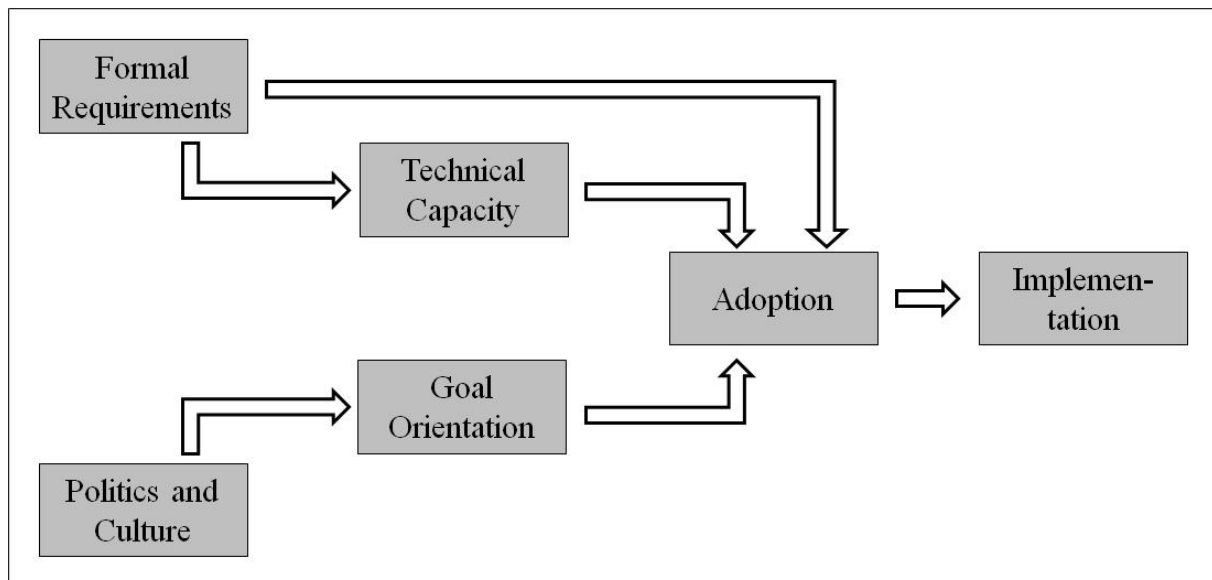 Formal
Requirements
Technical
Capacity
Adoption
Implemen-
tation
Goal
Orientation
Politics and
Culture